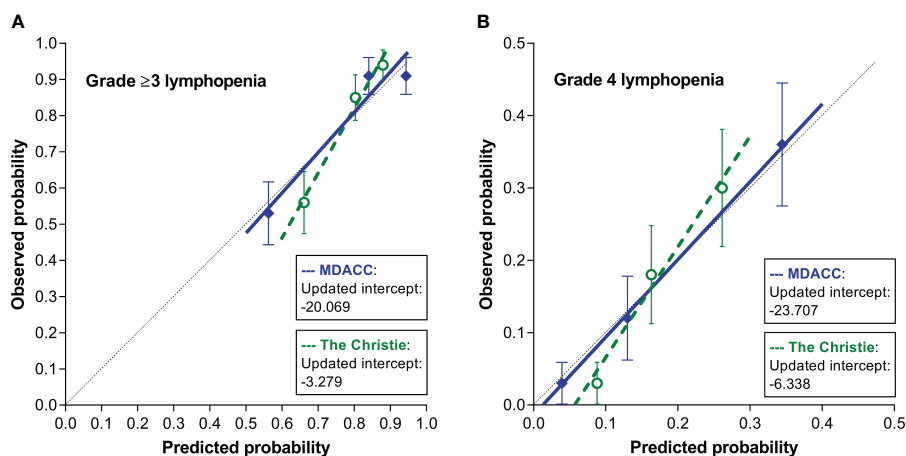 A
Grade ≥3 lymphopenia
Observed probability
1.0
0.9
0.8
0.7
0.6
0.5
0.4
0.3
0.2
0.1
0.0
0.0 0.1 0.2 0.3 0.4 0.5 0.6 0.7 0.8 0.9 1.0
Predicted probability
--- MDACC:
Updated intercept:
-20.069
--- The Christie:
Updated intercept:
-3.279
B
Grade 4 lymphopenia
Observed probability
0.5
0.4
0.3
0.2
0.1
0.0
0.0 0.1 0.2 0.3 0.4 0.5
Predicted probability
--- MDACC:
Updated intercept:
-23.707
--- The Christie:
Updated intercept:
-6.338